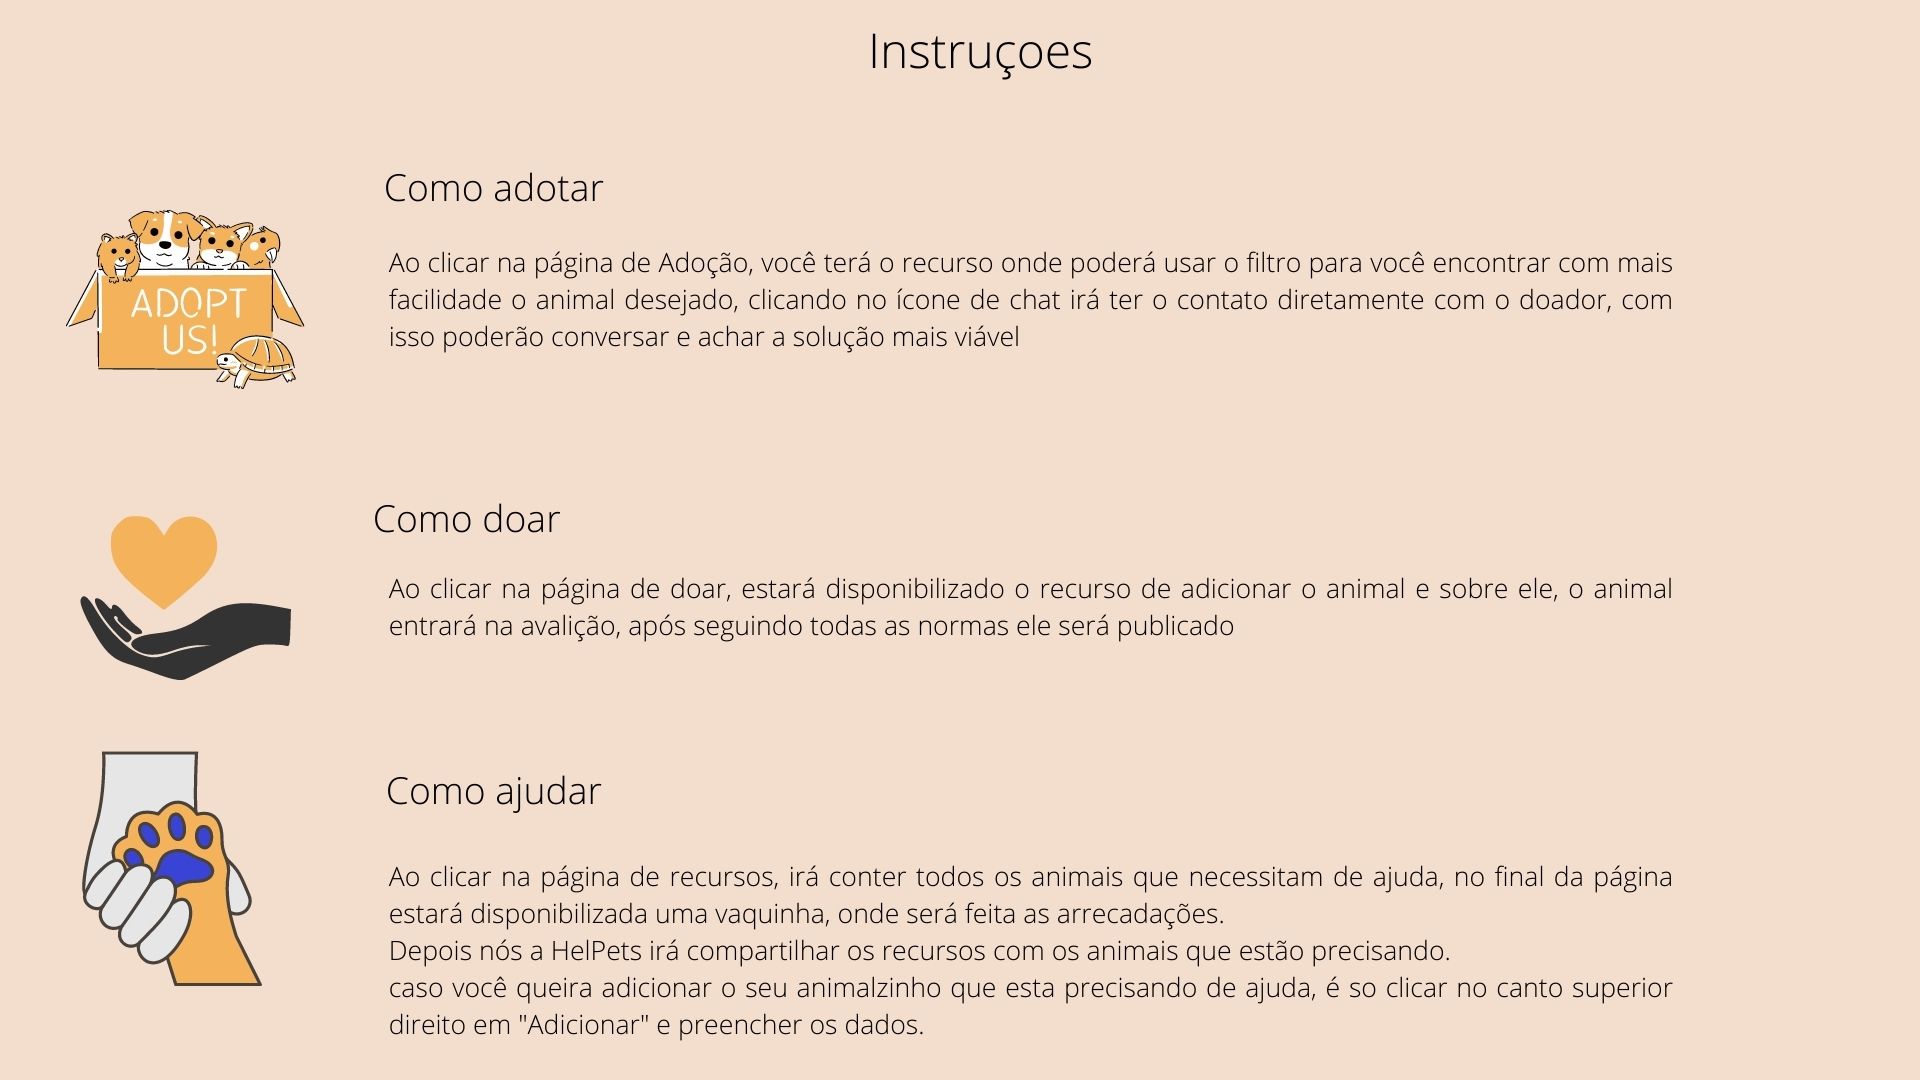 Instruçoes
Como adotar
ADOPT
US!
Ao clicar na página de Adoção, você terá o recurso onde poderá usar o filtro para você encontrar com mais
facilidade o animal desejado, clicando no ícone de chat irá ter o contato diretamente com o doador, com
isso poderão conversar e achar a solução mais viável
Como doar
Ao clicar na página de doar, estará disponibilizado o recurso de adicionar o animal e sobre ele, o animal
entrará na avalição, após seguindo todas as normas ele será publicado
Como ajudar
Ao clicar na página de recursos, irá conter todos os animais que necessitam de ajuda, no final da página
estará disponibilizada uma vaquinha, onde será feita as arrecadações.
Depois nós a HelPets irá compartilhar os recursos com os animais que estão precisando.
caso você queira adicionar o seu animalzinho que esta precisando de ajuda, é so clicar no canto superior
direito em "Adicionar" e preencher os dados.